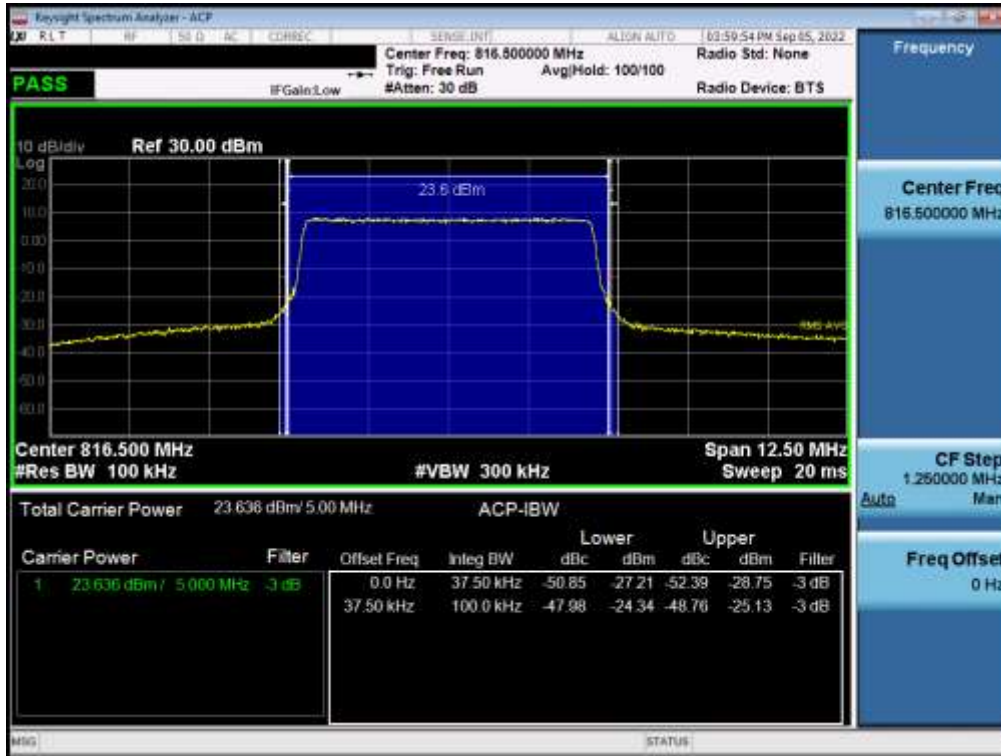 Keysight Spectrum Analyzer - ACP
LXI RLT RF 50 Ω AC CORREC SENSE:INT ALIGN AUTO 03:59:54 PM Sep 05, 2022
Center Freq: 816.500000 MHz Radio Std: None
Trig: Free Run Avg|Hold: 100/100
PASS IFGain:Low #Atten: 30 dB Radio Device: BTS
10 dB/div Ref 30.00 dBm
Log
20.0
23.6 dBm
10.0
0.00
-10.0
-20.0
-30.0 RMS AVG
-40.0
-50.0
-60.0
Center 816.500 MHz Span 12.50 MHz
#Res BW 100 kHz #VBW 300 kHz Sweep 20 ms
Total Carrier Power 23.636 dBm/ 5.00 MHz ACP-IBW
Lower Upper
Carrier Power Filter Offset Freq Integ BW dBc dBm dBc dBm Filter
1 23.636 dBm / 5.000 MHz -3 dB 0.0 Hz 37.50 kHz -50.85 -27.21 -52.39 -28.75 -3 dB
37.50 kHz 100.0 kHz -47.98 -24.34 -48.76 -25.13 -3 dB
MSG STATUS
Frequency
Center Freq
816.500000 MHz
CF Step
1.250000 MHz
Auto Man
Freq Offset
0 Hz